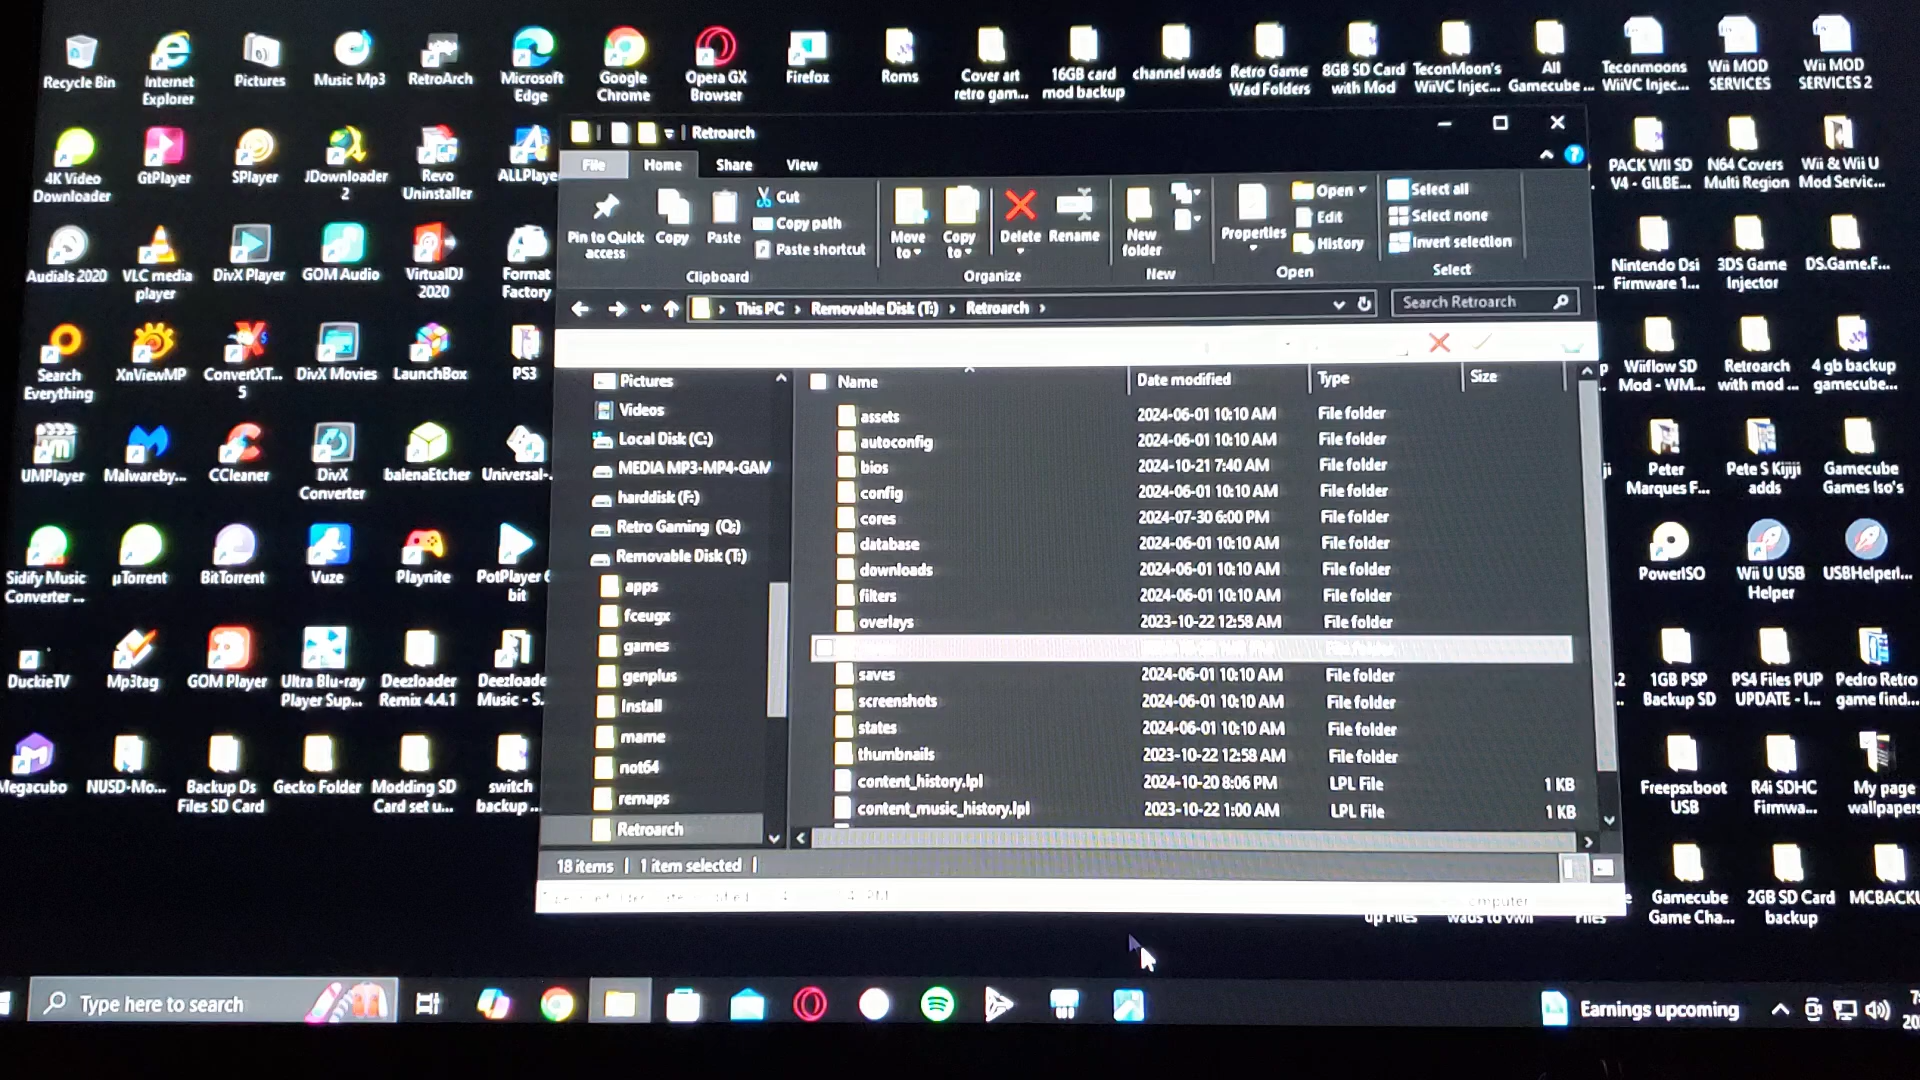 Recycle Bin
Internet
Explorer
Pictures
Music Mp3
RetroArch
Microsoft
Edge
Google
Chrome
Opera GX
Browser
Firefox
Roms
Cover art
retro gam...
16GB card
mod backup
channel wads
Retro Game
Wad Folders
8GB SD Card
with Mod
TeconMoon's
WiiVC Injec...
All
Gamecube ...
Teconmoons
WiiVC Injec...
Wii MOD
SERVICES
Wii MOD
SERVICES 2
4K Video
Downloader
GtPlayer
SPlayer
JDownloader
2
Revo
Uninstaller
ALLPlaye
PACK WII SD
V4 - GILBE...
N64 Covers
Multi Region
Wii & Wii U
Mod Servic...
Audials 2020
VLC media
player
DivX Player
GOM Audio
VirtualDJ
2020
Format
Factory
Nintendo Dsi
Firmware 1...
3DS Game
Injector
DS.Game.F...
Search
Everything
XnViewMP
ConvertXT...
5
DivX Movies
LaunchBox
PS3
Wiiflow SD
Mod - WM...
Retroarch
with mod ...
4 gb backup
gamecube...
UMPlayer
Malwareby...
CCleaner
DivX
Converter
balenaEtcher
Universal-...
Peter
Marques F...
Pete S Kijiji
adds
Gamecube
Games Iso's
Sidify Music
Converter ...
µTorrent
BitTorrent
Vuze
Playnite
PotPlayer 6
bit
PowerISO
Wii U USB
Helper
USBHelperI...
DuckieTV
Mp3tag
GOM Player
Ultra Blu-ray
Player Sup...
Deezloader
Remix 4.4.1
Deezloade
Music - S...
1GB PSP
Backup SD
PS4 Files PUP
UPDATE - I...
Pedro Retro
game find...
Megacubo
NUSD-Mo...
Backup Ds
Files SD Card
Gecko Folder
Modding SD
Card set u...
switch
backup ...
Freepsxboot
USB
R4i SDHC
Firmwa...
My page
wallpapers
Gamecube
Game Cha...
2GB SD Card
backup
MCBACKU
Retroarch
File Home Share View
Pin to Quick
access
Copy
Paste
Cut
Copy path
Paste shortcut
Clipboard
Move
to
Copy
to
Delete
Rename
Organize
New
folder
New
Properties
Open
Edit
History
Open
Select all
Select none
Invert selection
Select
This PC > Removable Disk (T:) > Retroarch >
Search Retroarch
Pictures
Videos
Local Disk (C:)
MEDIA MP3-MP4-GAM
harddisk (F:)
Retro Gaming (Q:)
Removable Disk (T:)
apps
fceugx
games
genplus
Install
mame
not64
remaps
Retroarch
Name Date modified Type Size
assets 2024-06-01 10:10 AM File folder
autoconfig 2024-06-01 10:10 AM File folder
bios 2024-10-21 7:40 AM File folder
config 2024-06-01 10:10 AM File folder
cores 2024-07-30 6:00 PM File folder
database 2024-06-01 10:10 AM File folder
downloads 2024-06-01 10:10 AM File folder
filters 2024-06-01 10:10 AM File folder
overlays 2023-10-22 12:58 AM File folder
File folder
saves 2024-06-01 10:10 AM File folder
screenshots 2024-06-01 10:10 AM File folder
states 2024-06-01 10:10 AM File folder
thumbnails 2023-10-22 12:58 AM File folder
content_history.lpl 2024-10-20 8:06 PM LPL File 1 KB
content_music_history.lpl 2023-10-22 1:00 AM LPL File 1 KB
18 items | 1 item selected |
Type here to search
Earnings upcoming